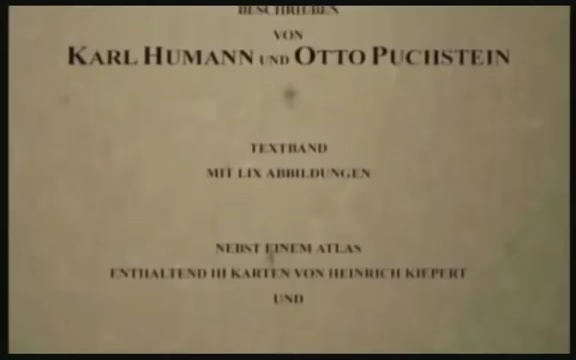 BESCHRIEBEN
VON
KARL HUMANN UND OTTO PUCHSTEIN
TEXTBAND
MIT LIX ABBILDUNGEN
NEBST EINEM ATLAS
ENTHALTEND III KARTEN VON HEINRICH KIEPERT
UND